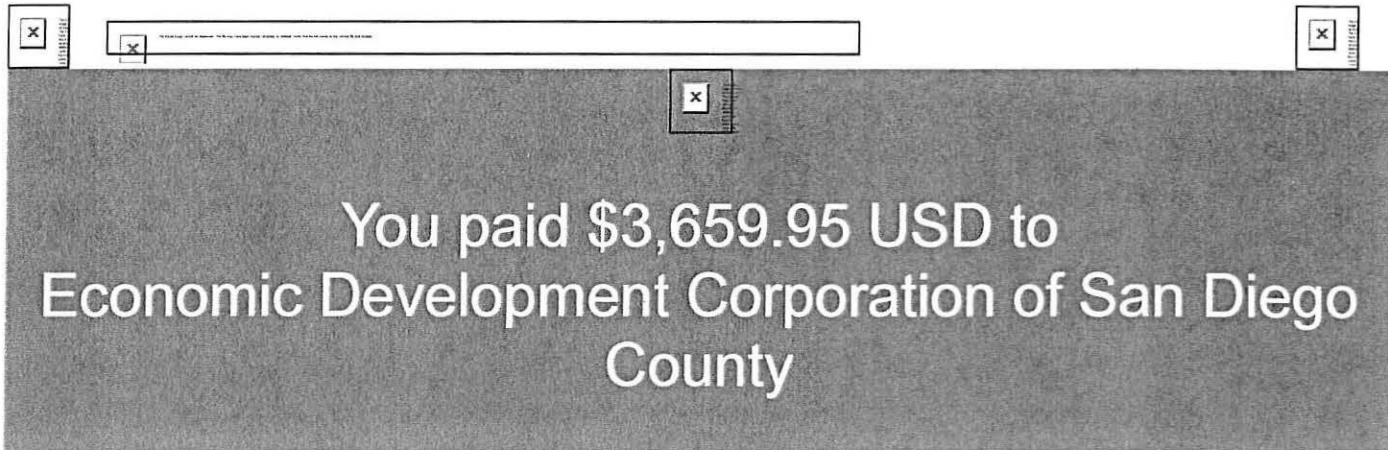 You paid $3,659.95 USD to
Economic Development Corporation of San Diego
County